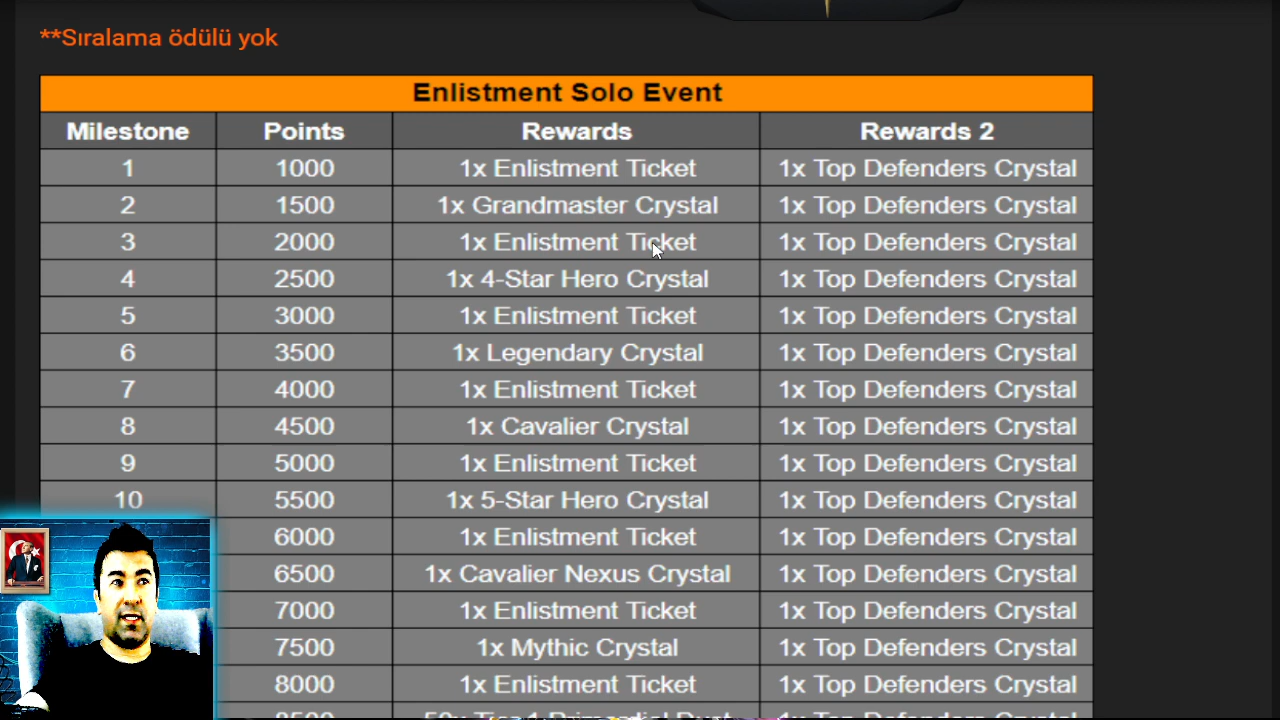 **Sıralama ödülü yok
Enlistment Solo Event
Milestone Points Rewards Rewards 2
1 1000 1x Enlistment Ticket 1x Top Defenders Crystal
2 1500 1x Grandmaster Crystal 1x Top Defenders Crystal
3 2000 1x Enlistment Ticket 1x Top Defenders Crystal
4 2500 1x 4-Star Hero Crystal 1x Top Defenders Crystal
5 3000 1x Enlistment Ticket 1x Top Defenders Crystal
6 3500 1x Legendary Crystal 1x Top Defenders Crystal
7 4000 1x Enlistment Ticket 1x Top Defenders Crystal
8 4500 1x Cavalier Crystal 1x Top Defenders Crystal
9 5000 1x Enlistment Ticket 1x Top Defenders Crystal
10 5500 1x 5-Star Hero Crystal 1x Top Defenders Crystal
6000 1x Enlistment Ticket 1x Top Defenders Crystal
6500 1x Cavalier Nexus Crystal 1x Top Defenders Crystal
7000 1x Enlistment Ticket 1x Top Defenders Crystal
7500 1x Mythic Crystal 1x Top Defenders Crystal
8000 1x Enlistment Ticket 1x Top Defenders Crystal